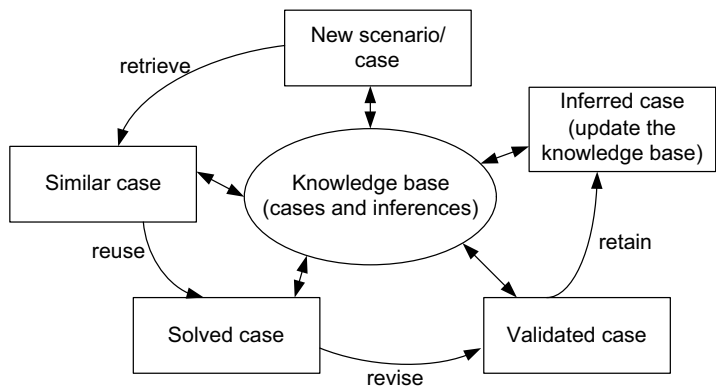 New scenario/
case
retrieve
Inferred case
(update the
knowledge base)
Similar case
Knowledge base
(cases and inferences)
reuse
retain
Solved case
Validated case
revise